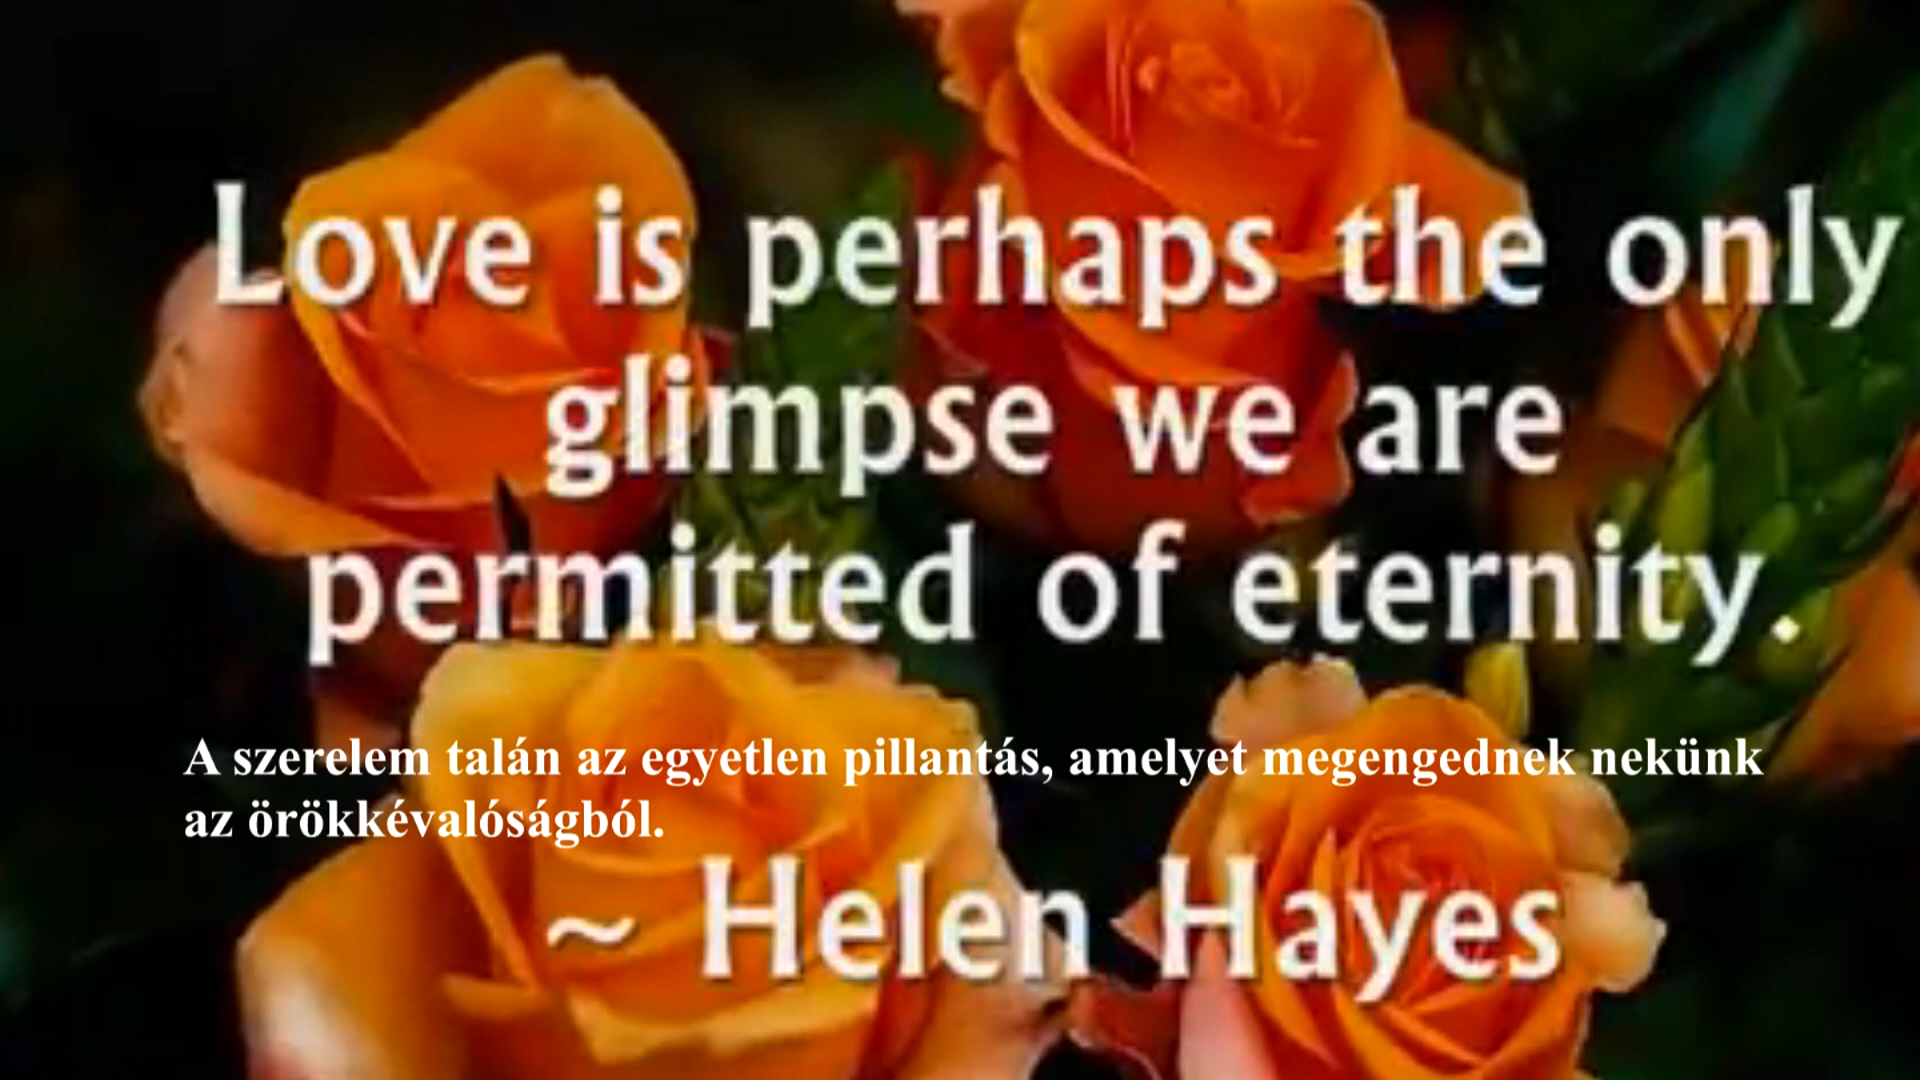 Love is perhaps the only
glimpse we are
permitted of eternity.
A szerelem talán az egyetlen pillantás, amelyet megengednek nekünk
az örökkévalóságból.
~ Helen Hayes